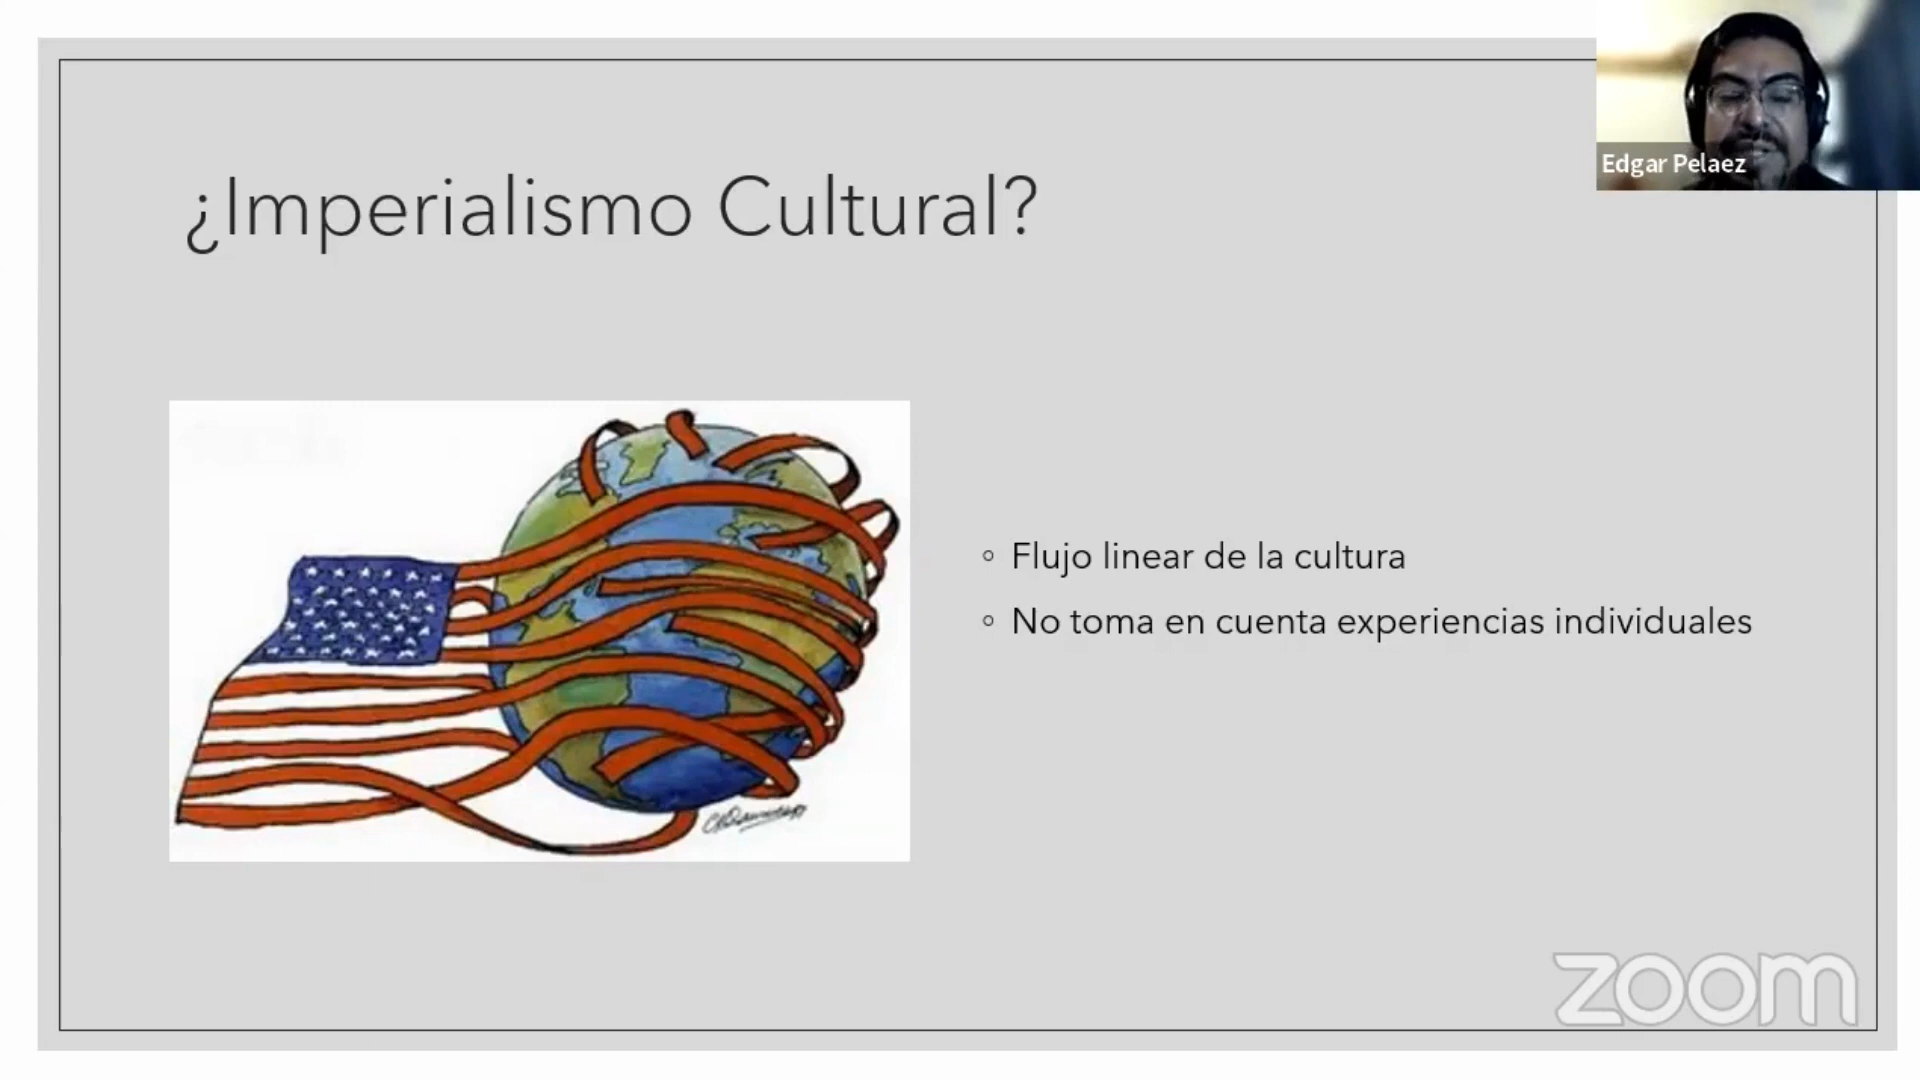 Edgar Pelaez
¿Imperialismo Cultural?
◦ Flujo linear de la cultura
◦ No toma en cuenta experiencias individuales
zoom